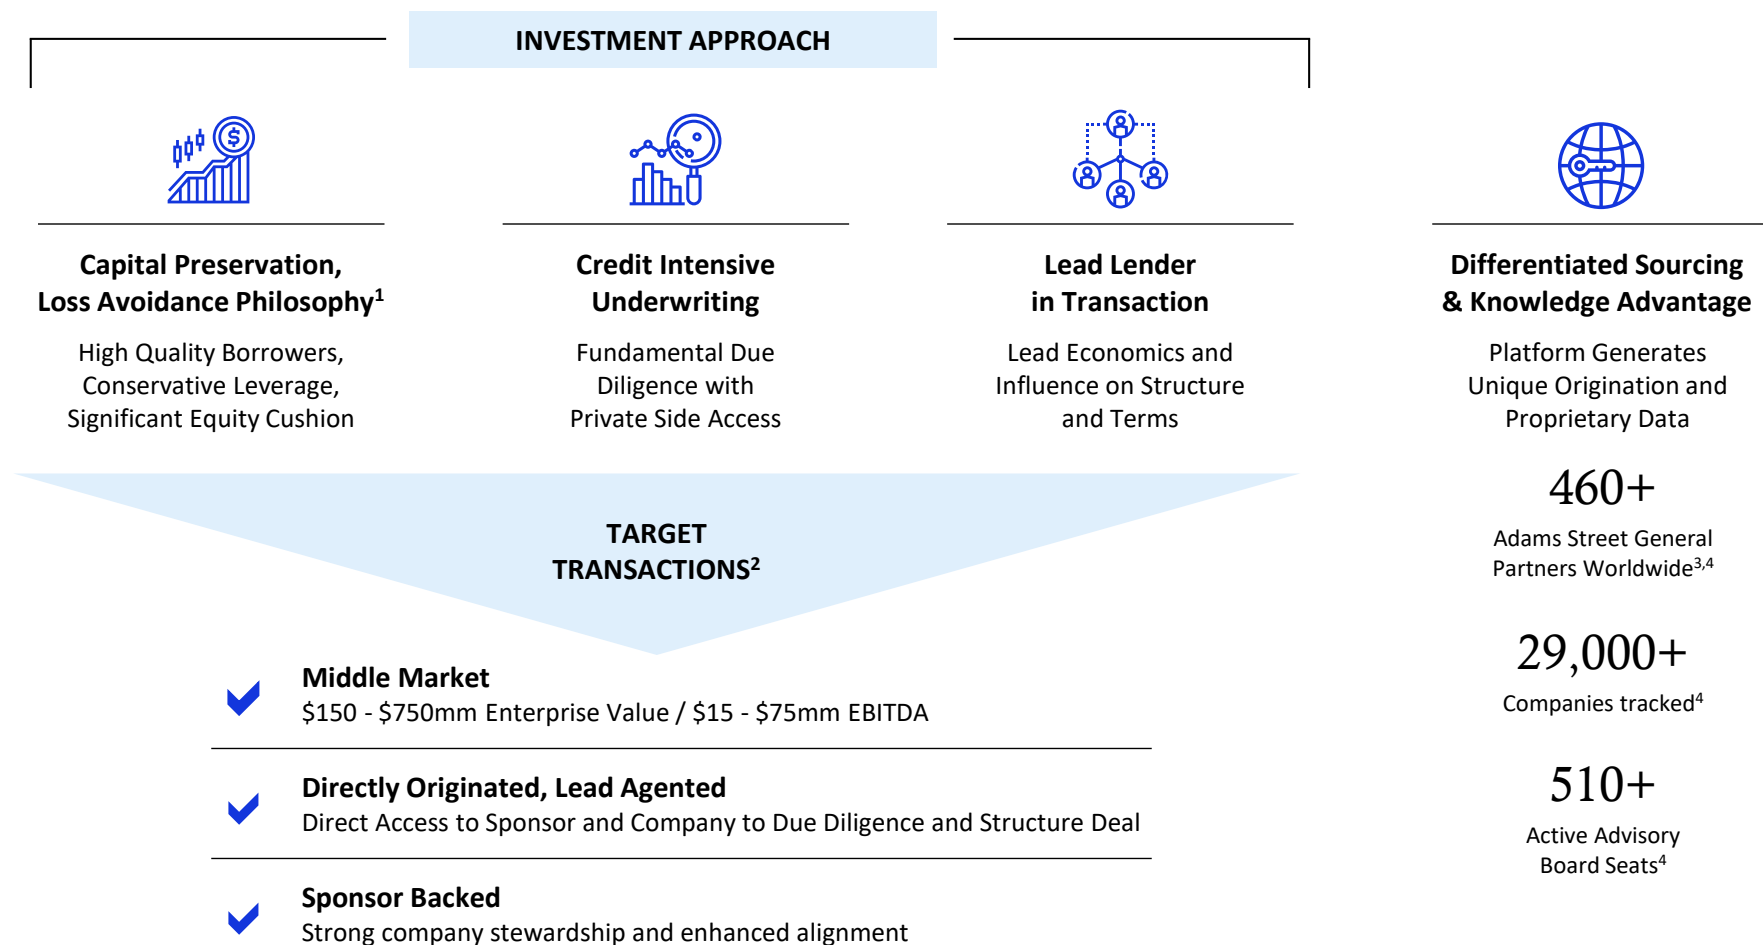 INVESTMENT APPROACH
Capital Preservation,
Loss Avoidance Philosophy1
High Quality Borrowers,
Conservative Leverage,
Significant Equity Cushion
Credit Intensive
Underwriting
Fundamental Due
Diligence with
Private Side Access
Lead Lender
in Transaction
Lead Economics and
Influence on Structure
and Terms
Differentiated Sourcing
& Knowledge Advantage
Platform Generates
Unique Origination and
Proprietary Data
460+
Adams Street General
Partners Worldwide3,4
29,000+
Companies tracked4
510+
Active Advisory
Board Seats4
TARGET
TRANSACTIONS2
Middle Market
$150 - $750mm Enterprise Value / $15 - $75mm EBITDA
Directly Originated, Lead Agented
Direct Access to Sponsor and Company to Due Diligence and Structure Deal
Sponsor Backed
Strong company stewardship and enhanced alignment